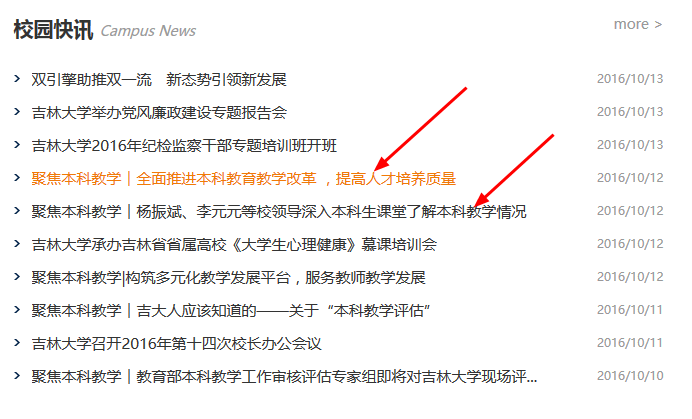 校园快讯 Campus News more >
双引擎助推双一流　新态势引领新发展 2016/10/13
吉林大学举办党风廉政建设专题报告会 2016/10/13
吉林大学2016年纪检监察干部专题培训班开班 2016/10/13
聚焦本科教学｜全面推进本科教育教学改革 ，提高人才培养质量 2016/10/12
聚焦本科教学｜杨振斌、李元元等校领导深入本科生课堂了解本科教学情况 2016/10/12
吉林大学承办吉林省省属高校《大学生心理健康》慕课培训会 2016/10/12
聚焦本科教学|构筑多元化教学发展平台，服务教师教学发展 2016/10/12
聚焦本科教学｜吉大人应该知道的——关于“本科教学评估” 2016/10/11
吉林大学召开2016年第十四次校长办公会议 2016/10/11
聚焦本科教学｜教育部本科教学工作审核评估专家组即将对吉林大学现场评... 2016/10/10